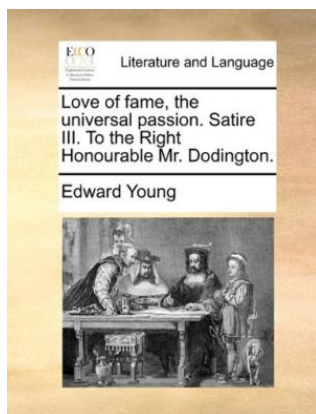 ECCO
Literature and Language
Love of fame, the
universal passion. Satire
III. To the Right
Honourable Mr. Dodington.
Edward Young